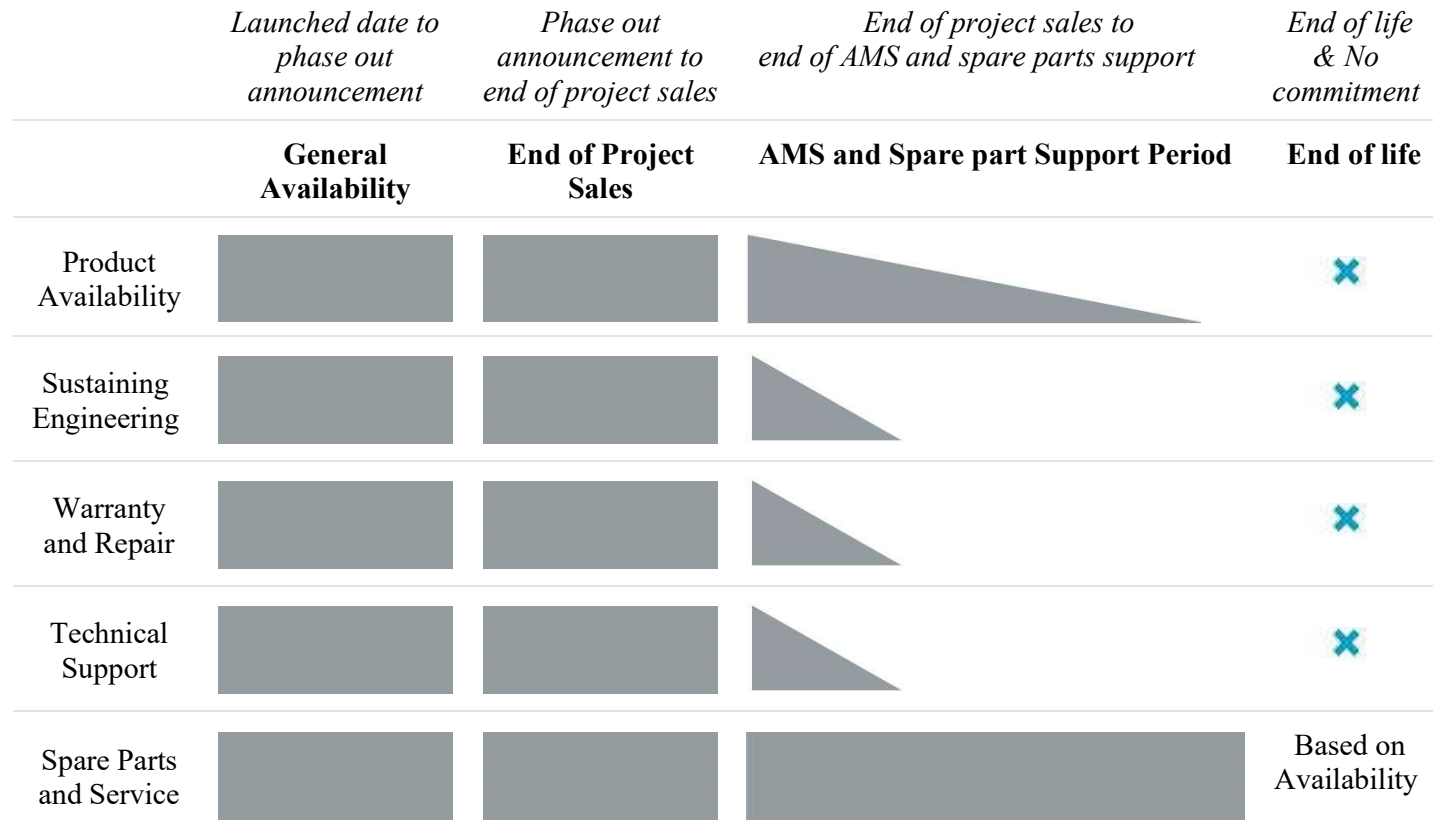 Launched date to
phase out
announcement
Phase out
announcement to
end of project sales
End of project sales to
end of AMS and spare parts support
End of life
& No
commitment
General
Availability
End of Project
Sales
AMS and Spare part Support Period
End of life
Product
Availability
Sustaining
Engineering
Warranty
and Repair
Technical
Support
Spare Parts
and Service
Based on
Availability